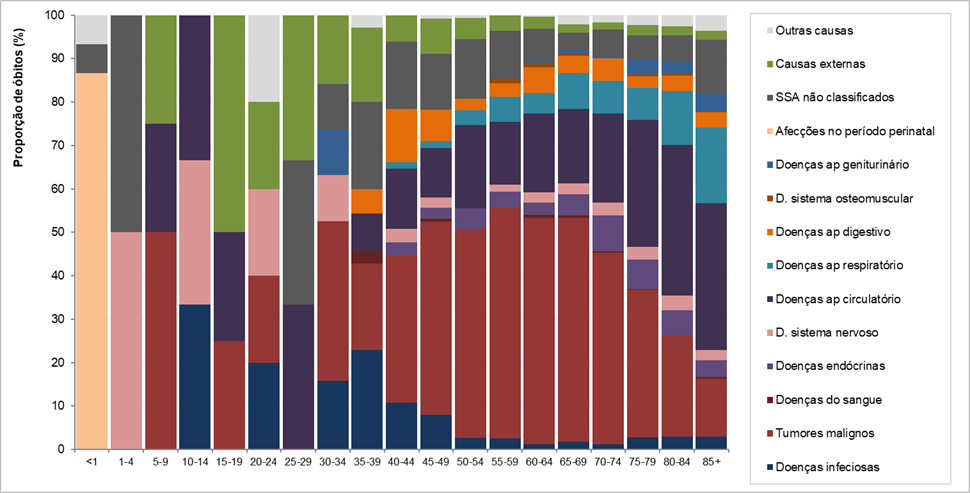 Proporção de óbitos (%)
100
90
80
70
60
50
40
30
20
10
0
<1 1-4 5-9 10-14 15-19 20-24 25-29 30-34 35-39 40-44 45-49 50-54 55-59 60-64 65-69 70-74 75-79 80-84 85+
Outras causas
Causas externas
SSA não classificados
Afecções no período perinatal
Doenças ap geniturinário
D. sistema osteomuscular
Doenças ap digestivo
Doenças ap respiratório
Doenças ap circulatório
D. sistema nervoso
Doenças endócrinas
Doenças do sangue
Tumores malignos
Doenças infeciosas